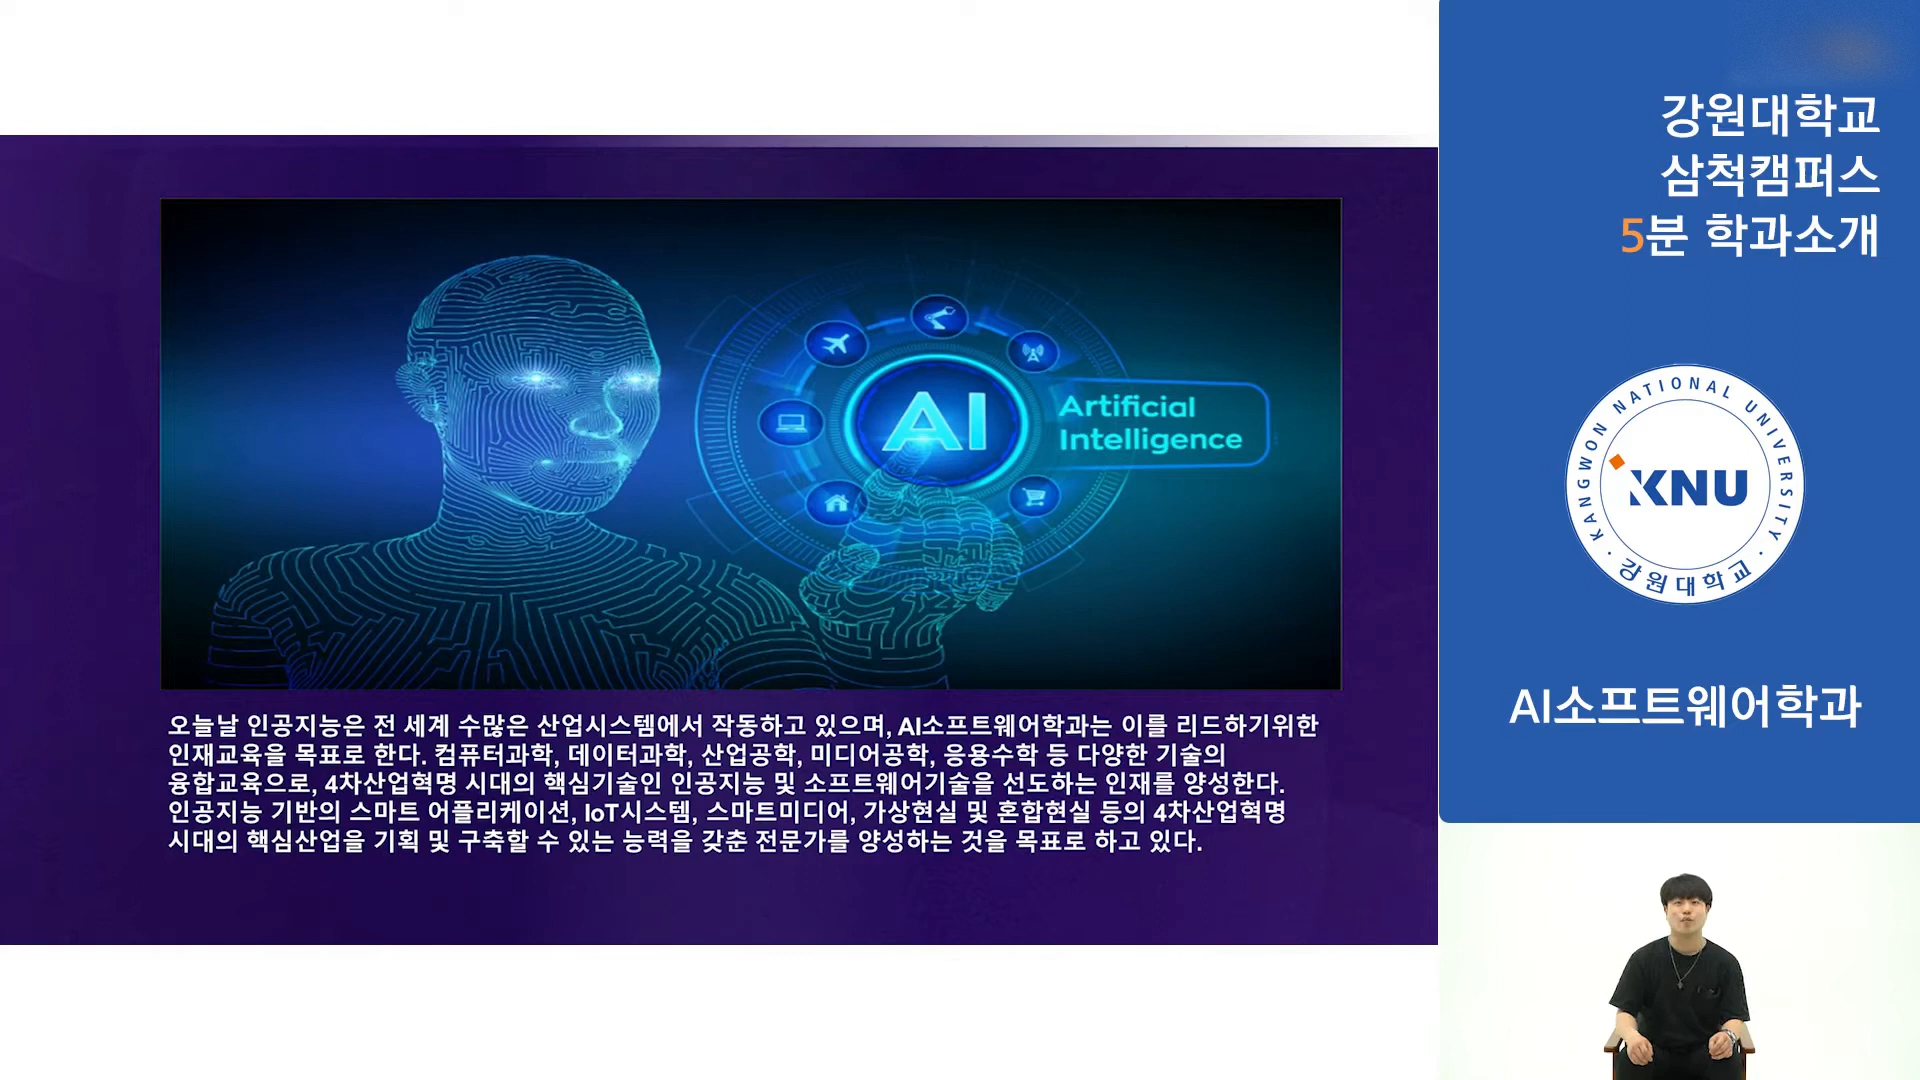 강원대학교
삼척캠퍼스
5분 학과소개
AI
Artificial
Intelligence
KANGWON NATIONAL UNIVERSITY
KNU
강원대학교
AI소프트웨어학과
오늘날 인공지능은 전 세계 수많은 산업시스템에서 작동하고 있으며, AI소프트웨어학과는 이를 리드하기위한
인재교육을 목표로 한다. 컴퓨터과학, 데이터과학, 산업공학, 미디어공학, 응용수학 등 다양한 기술의
융합교육으로, 4차산업혁명 시대의 핵심기술인 인공지능 및 소프트웨어기술을 선도하는 인재를 양성한다.
인공지능 기반의 스마트 어플리케이션, IoT시스템, 스마트미디어, 가상현실 및 혼합현실 등의 4차산업혁명
시대의 핵심산업을 기획 및 구축할 수 있는 능력을 갖춘 전문가를 양성하는 것을 목표로 하고 있다.